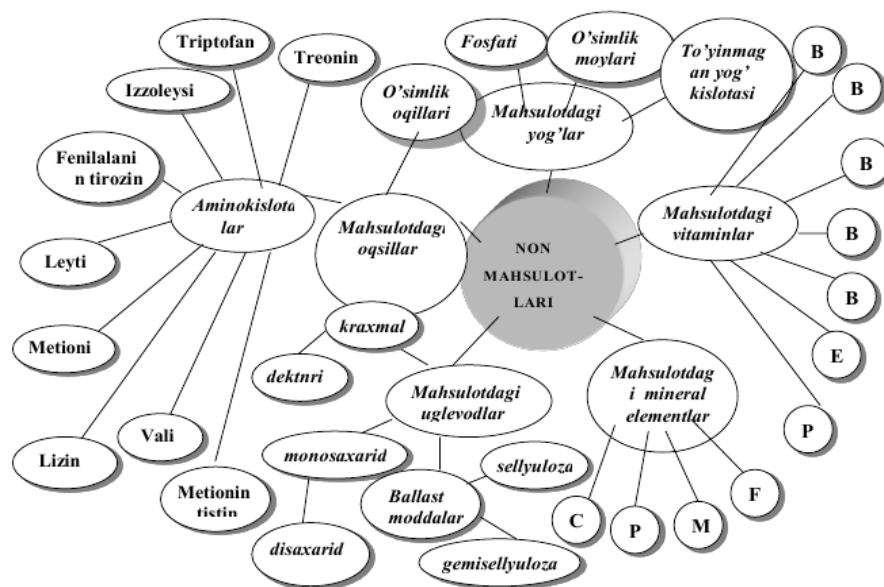 Triptofan
Treonin
Izzoleysi
Fenilalani
n tirozin
Aminokislota
lar
Leyti
Metioni
Lizin
Vali
Metionin
tistin
O'simlik
oqillari
Fosfati
O'simlik
moylari
To'yinmag
an yog'
kislotasi
Mahsulotdagi
yog'lar
Mahsulotdagi
oqsillar
NON
MAHSULOT-
LARI
Mahsulotdagi
vitaminlar
B
B
B
B
B
E
P
kraxmal
dektnri
Mahsulotdagi
uglevodlar
monosaxarid
disaxarid
Ballast
moddalar
sellyuloza
gemisellyuloza
Mahsulotdag
i mineral
elementlar
C
P
M
F